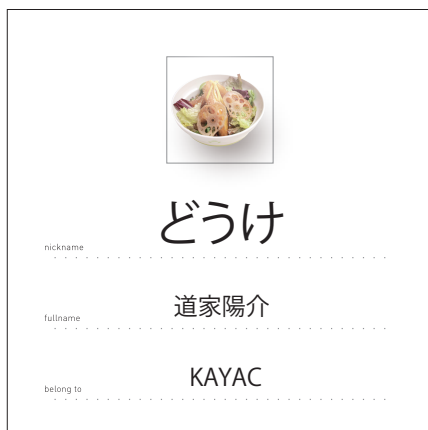 どうけ
nickname
道家陽介
fullname
KAYAC
belong to